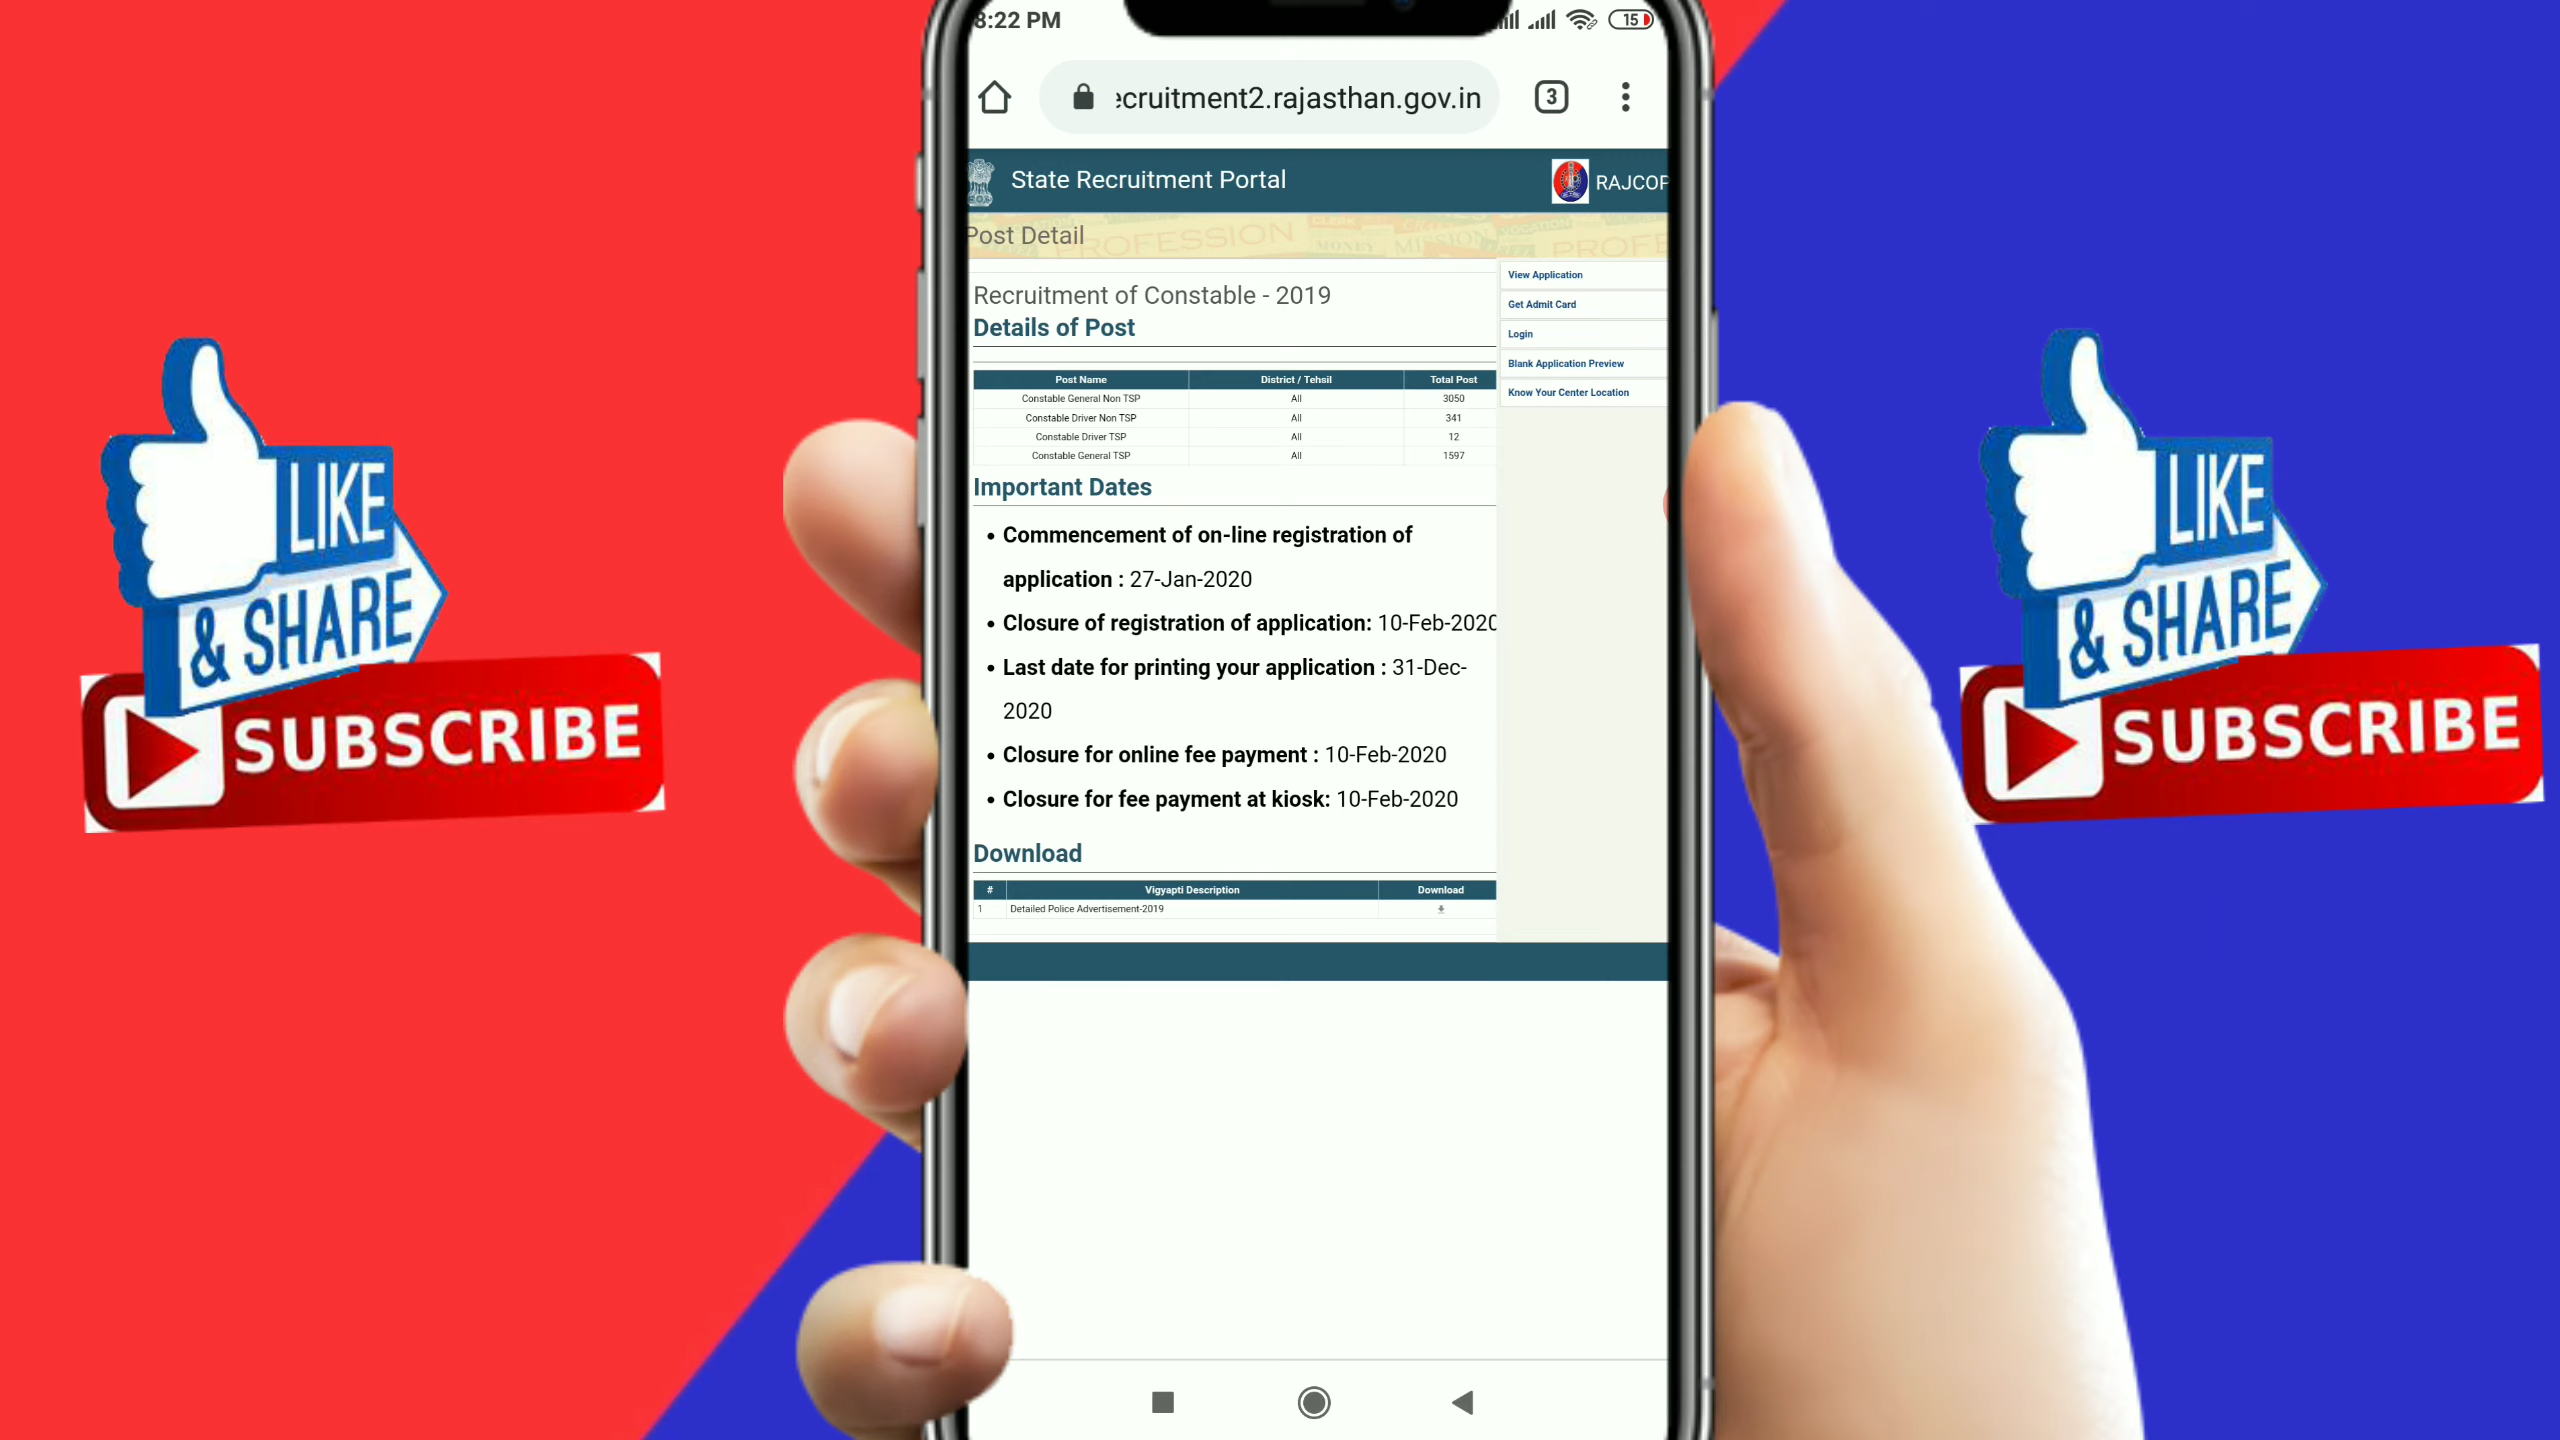 8:22 PM
15
ecruitment2.rajasthan.gov.in
3
State Recruitment Portal
RAJCOP
Post Detail
PROFESSION
MONEY
MISSION
VOCATION
PROFE
Recruitment of Constable - 2019
Details of Post
Post Name District / Tehsil Total Post
Constable General Non TSP All 3050
Constable Driver Non TSP All 341
Constable Driver TSP All 12
Constable General TSP All 1597
View Application
Get Admit Card
Login
Blank Application Preview
Know Your Center Location
Important Dates
• Commencement of on-line registration of
application : 27-Jan-2020
• Closure of registration of application: 10-Feb-2020
• Last date for printing your application : 31-Dec-
2020
• Closure for online fee payment : 10-Feb-2020
• Closure for fee payment at kiosk: 10-Feb-2020
Download
# Vigyapti Description Download
1 Detailed Police Advertisement-2019
LIKE
& SHARE
SUBSCRIBE
LIKE
& SHARE
SUBSCRIBE